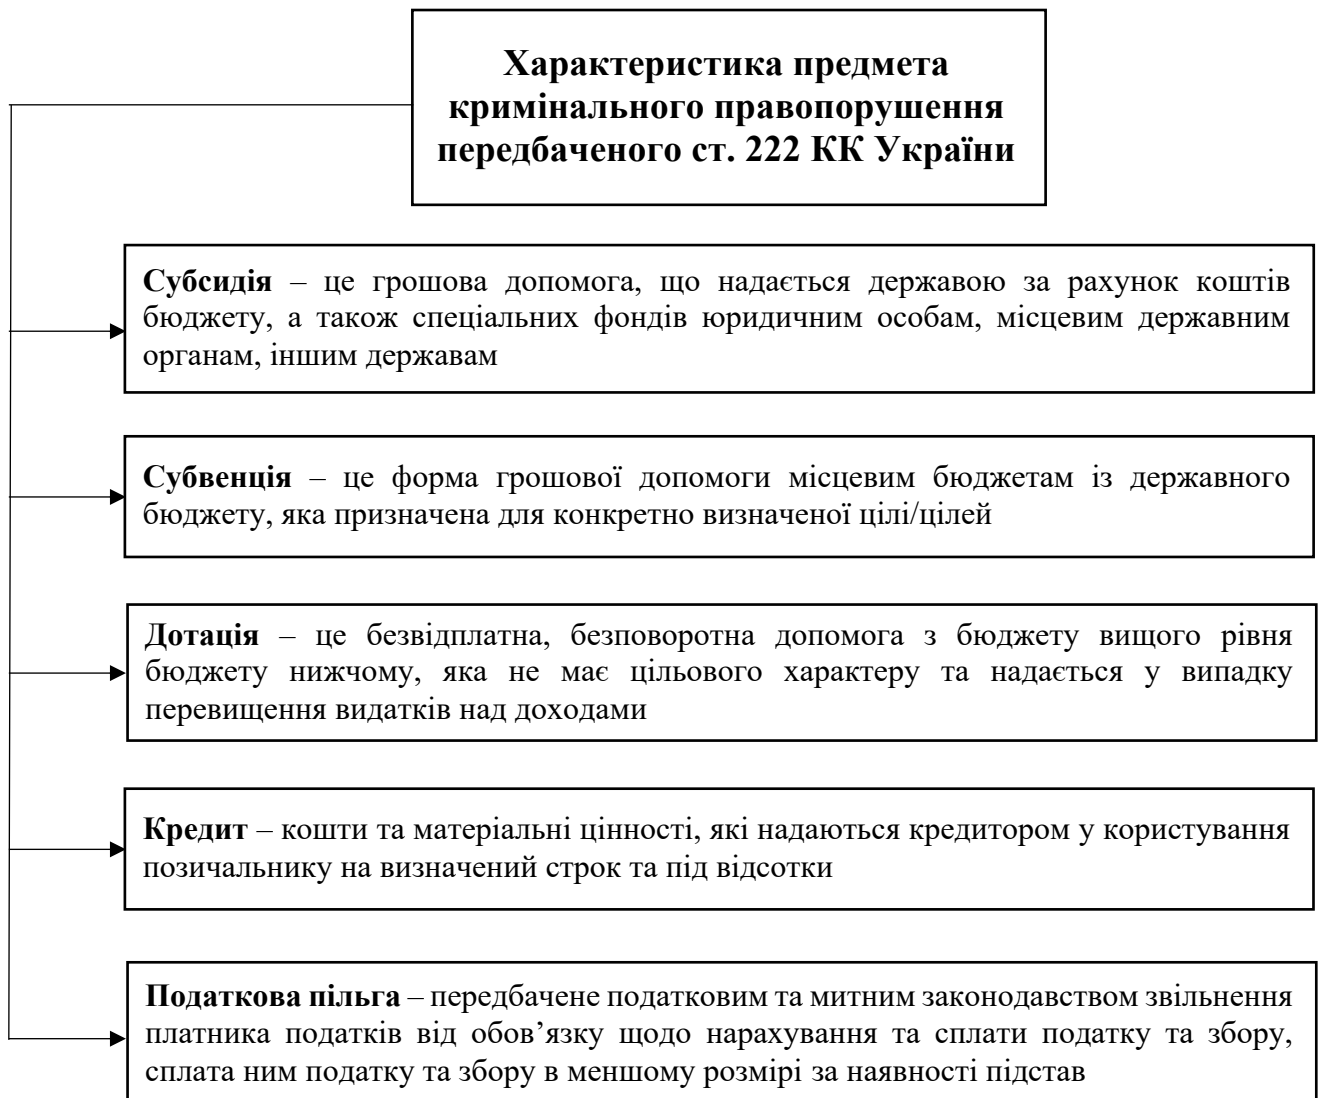 Характеристика предмета
кримінального правопорушення
передбаченого ст. 222 КК України
Субсидія – це грошова допомога, що надається державою за рахунок коштів
бюджету, а також спеціальних фондів юридичним особам, місцевим державним
органам, іншим державам
Субвенція – це форма грошової допомоги місцевим бюджетам із державного
бюджету, яка призначена для конкретно визначеної цілі/цілей
Дотація – це безвідплатна, безповоротна допомога з бюджету вищого рівня
бюджету нижчому, яка не має цільового характеру та надається у випадку
перевищення видатків над доходами
Кредит – кошти та матеріальні цінності, які надаються кредитором у користування
позичальнику на визначений строк та під відсотки
Податкова пільга – передбачене податковим та митним законодавством звільнення
платника податків від обов’язку щодо нарахування та сплати податку та збору,
сплата ним податку та збору в меншому розмірі за наявності підстав